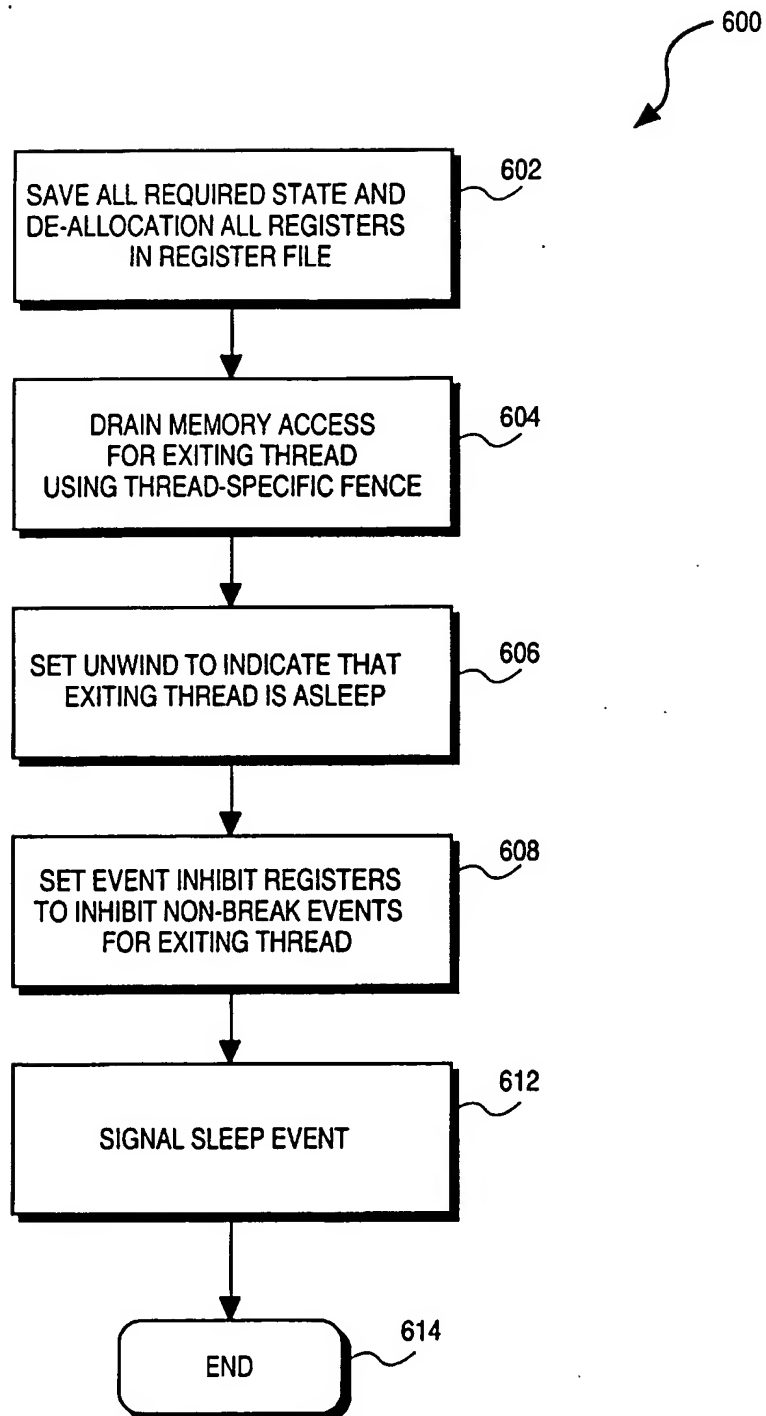 600
602
SAVE ALL REQUIRED STATE AND
DE-ALLOCATION ALL REGISTERS
IN REGISTER FILE
604
DRAIN MEMORY ACCESS
FOR EXITING THREAD
USING THREAD-SPECIFIC FENCE
606
SET UNWIND TO INDICATE THAT
EXITING THREAD IS ASLEEP
608
SET EVENT INHIBIT REGISTERS
TO INHIBIT NON-BREAK EVENTS
FOR EXITING THREAD
612
SIGNAL SLEEP EVENT
614
END